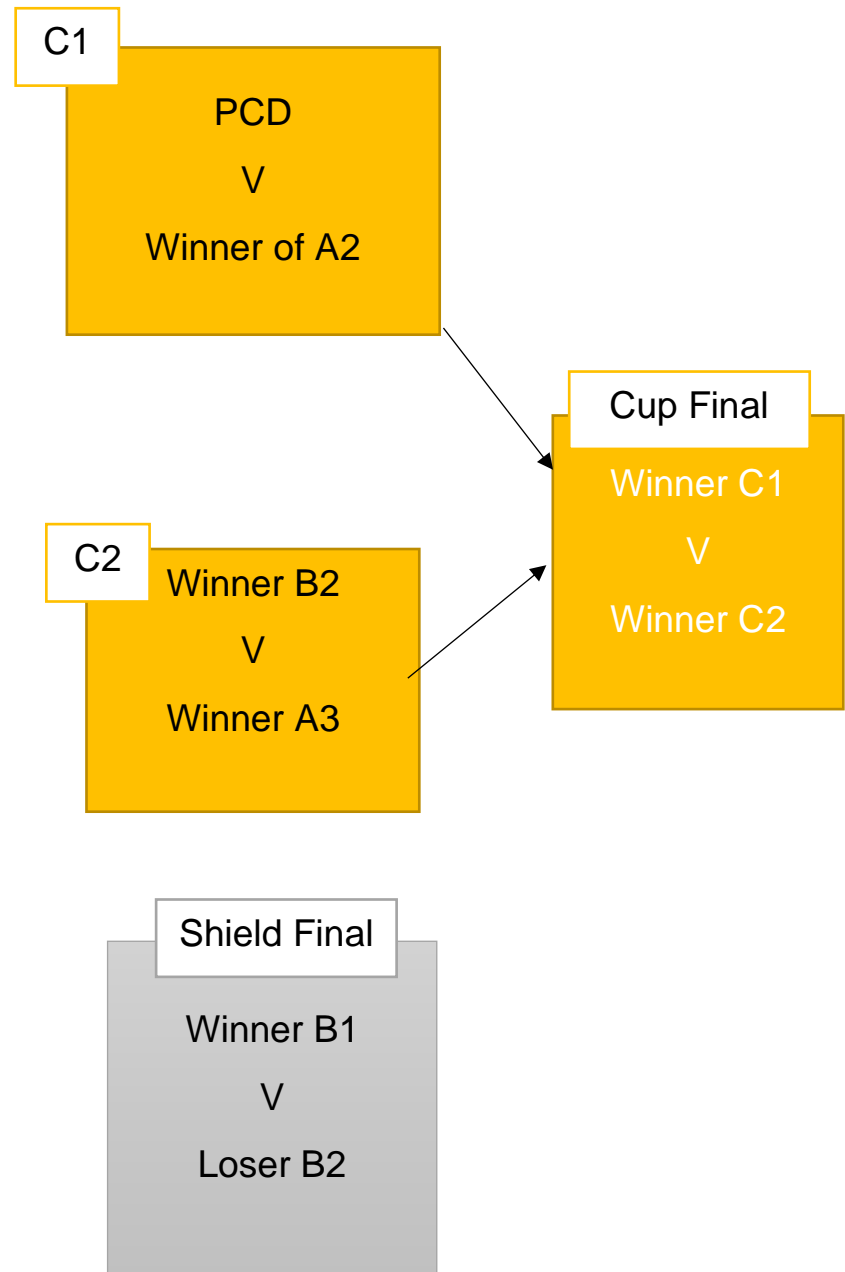 C1
PCD
V
Winner of A2
Cup Final
Winner C1
V
Winner C2
C2
Winner B2
V
Winner A3
Shield Final
Winner B1
V
Loser B2